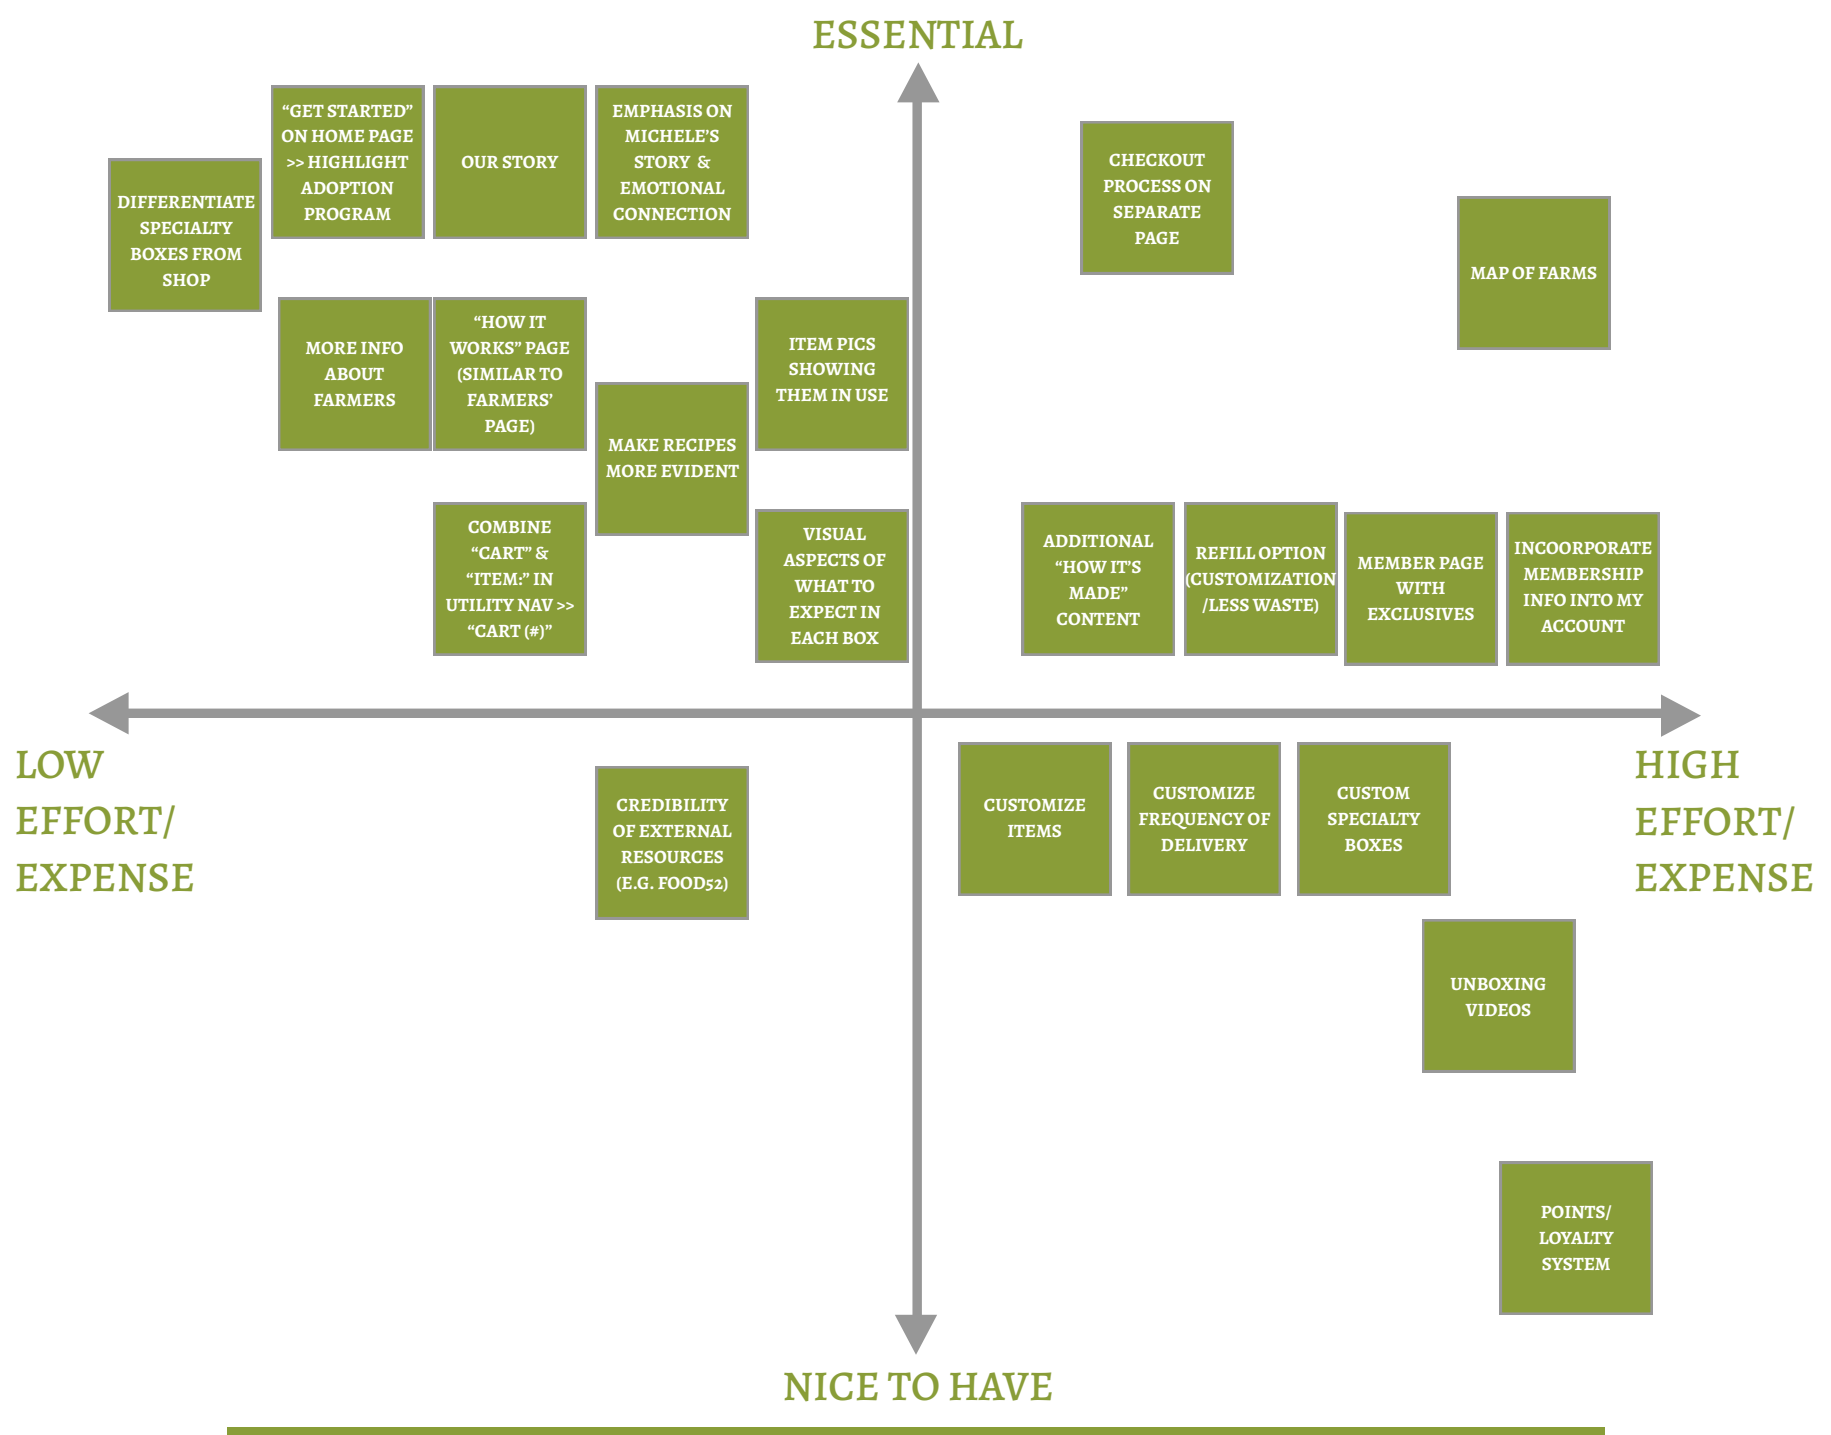 ESSENTIAL
“GET STARTED”
ON HOME PAGE
>> HIGHLIGHT
ADOPTION
PROGRAM
OUR STORY
EMPHASIS ON
MICHELE’S
STORY &
EMOTIONAL
CONNECTION
CHECKOUT
PROCESS ON
SEPARATE
PAGE
DIFFERENTIATE
SPECIALTY
BOXES FROM
SHOP
MAP OF FARMS
MORE INFO
ABOUT
FARMERS
“HOW IT
WORKS” PAGE
(SIMILAR TO
FARMERS’
PAGE)
MAKE RECIPES
MORE EVIDENT
ITEM PICS
SHOWING
THEM IN USE
COMBINE
“CART” &
“ITEM:” IN
UTILITY NAV >>
“CART (#)”
VISUAL
ASPECTS OF
WHAT TO
EXPECT IN
EACH BOX
ADDITIONAL
“HOW IT’S
MADE”
CONTENT
REFILL OPTION
(CUSTOMIZATION
/LESS WASTE)
MEMBER PAGE
WITH
EXCLUSIVES
INCOORPORATE
MEMBERSHIP
INFO INTO MY
ACCOUNT
LOW
EFFORT/
EXPENSE
HIGH
EFFORT/
EXPENSE
CREDIBILITY
OF EXTERNAL
RESOURCES
(E.G. FOOD52)
CUSTOMIZE
ITEMS
CUSTOMIZE
FREQUENCY OF
DELIVERY
CUSTOM
SPECIALTY
BOXES
UNBOXING
VIDEOS
POINTS/
LOYALTY
SYSTEM
NICE TO HAVE